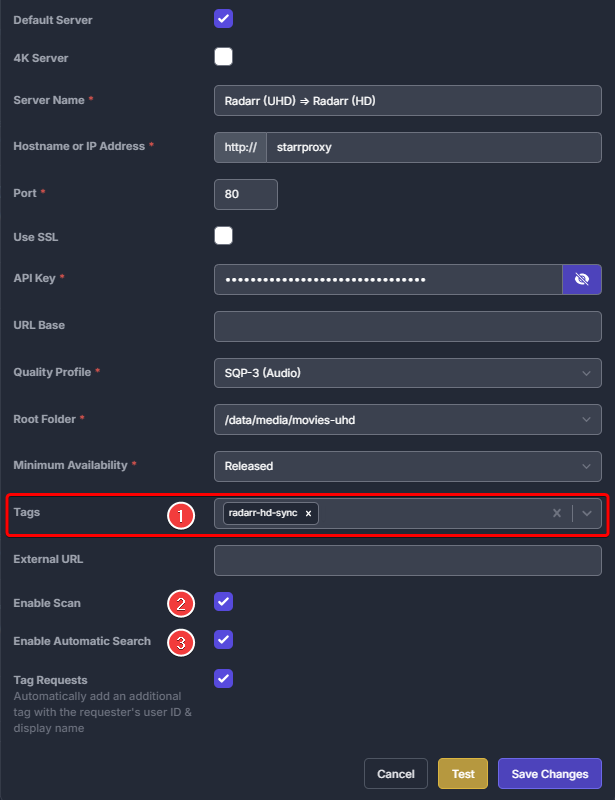 Default Server
4K Server
Server Name *
Radarr (UHD) => Radarr (HD)
Hostname or IP Address *
http:// starrproxy
Port *
80
Use SSL
API Key *
••••••••••••••••••••••••••••••••
URL Base
Quality Profile *
SQP-3 (Audio)
Root Folder *
/data/media/movies-uhd
Minimum Availability *
Released
Tags
1
radarr-hd-sync x
External URL
Enable Scan
2
Enable Automatic Search
3
Tag Requests
Automatically add an additional
tag with the requester's user ID &
display name
Cancel
Test
Save Changes